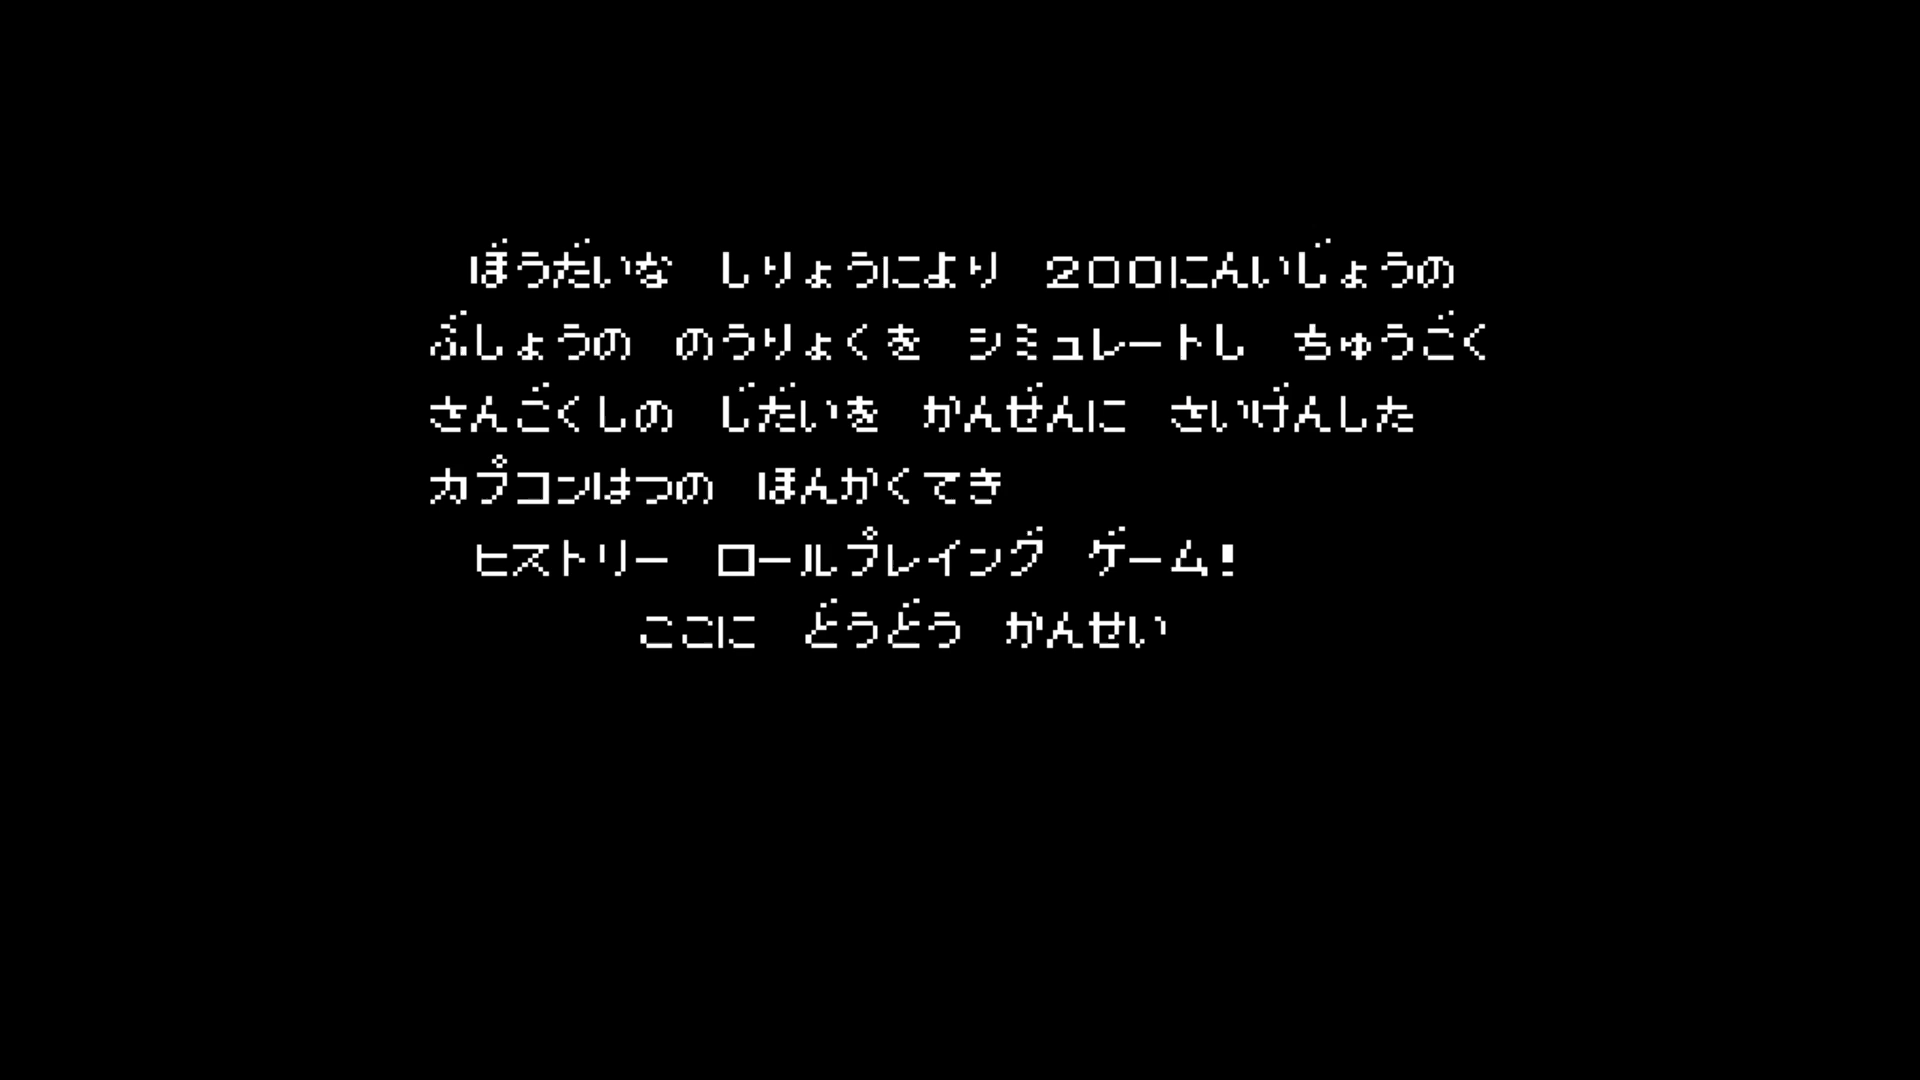 ぼうだいな しりょうにより 200にんいじょうの
ぶしょうの のうりょくを シミュレートし ちゅうごく
さんごくしの じだいを かんぜんに さいげんした
カプコンはつの ほんかくてき
ヒストリー ロールプレイング ゲーム!
ここに どうどう かんせい